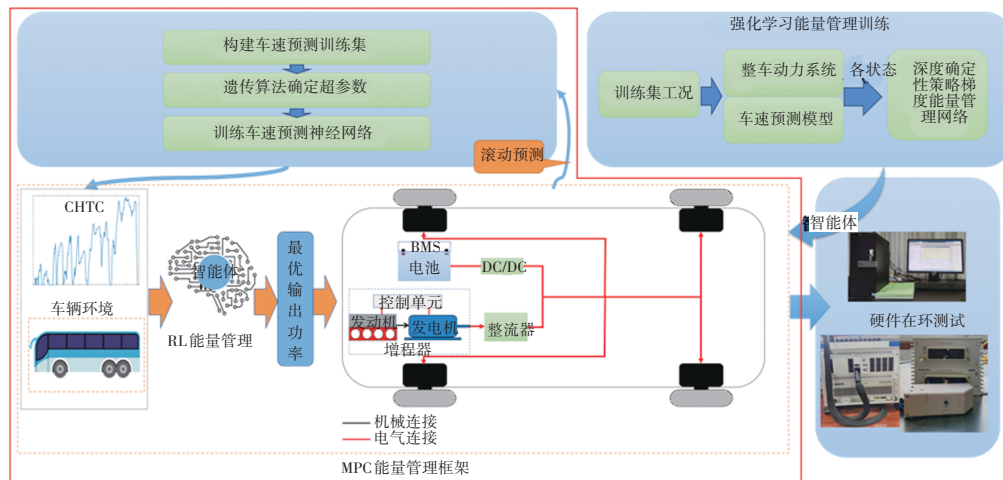 构建车速预测训练集
遗传算法确定超参数
训练车速预测神经网络
滚动预测
强化学习能量管理训练
训练集工况
整车动力系统
车速预测模型
各状态
深度确定
性策略梯
度能量管
理网络
CHTC
车辆环境
智能体
RL能量管理
最
优
输
出
功
率
BMS
电池
DC/DC
控制单元
发动机
发电机
整流器
增程器
机械连接
电气连接
MPC能量管理框架
智能体
硬件在环测试